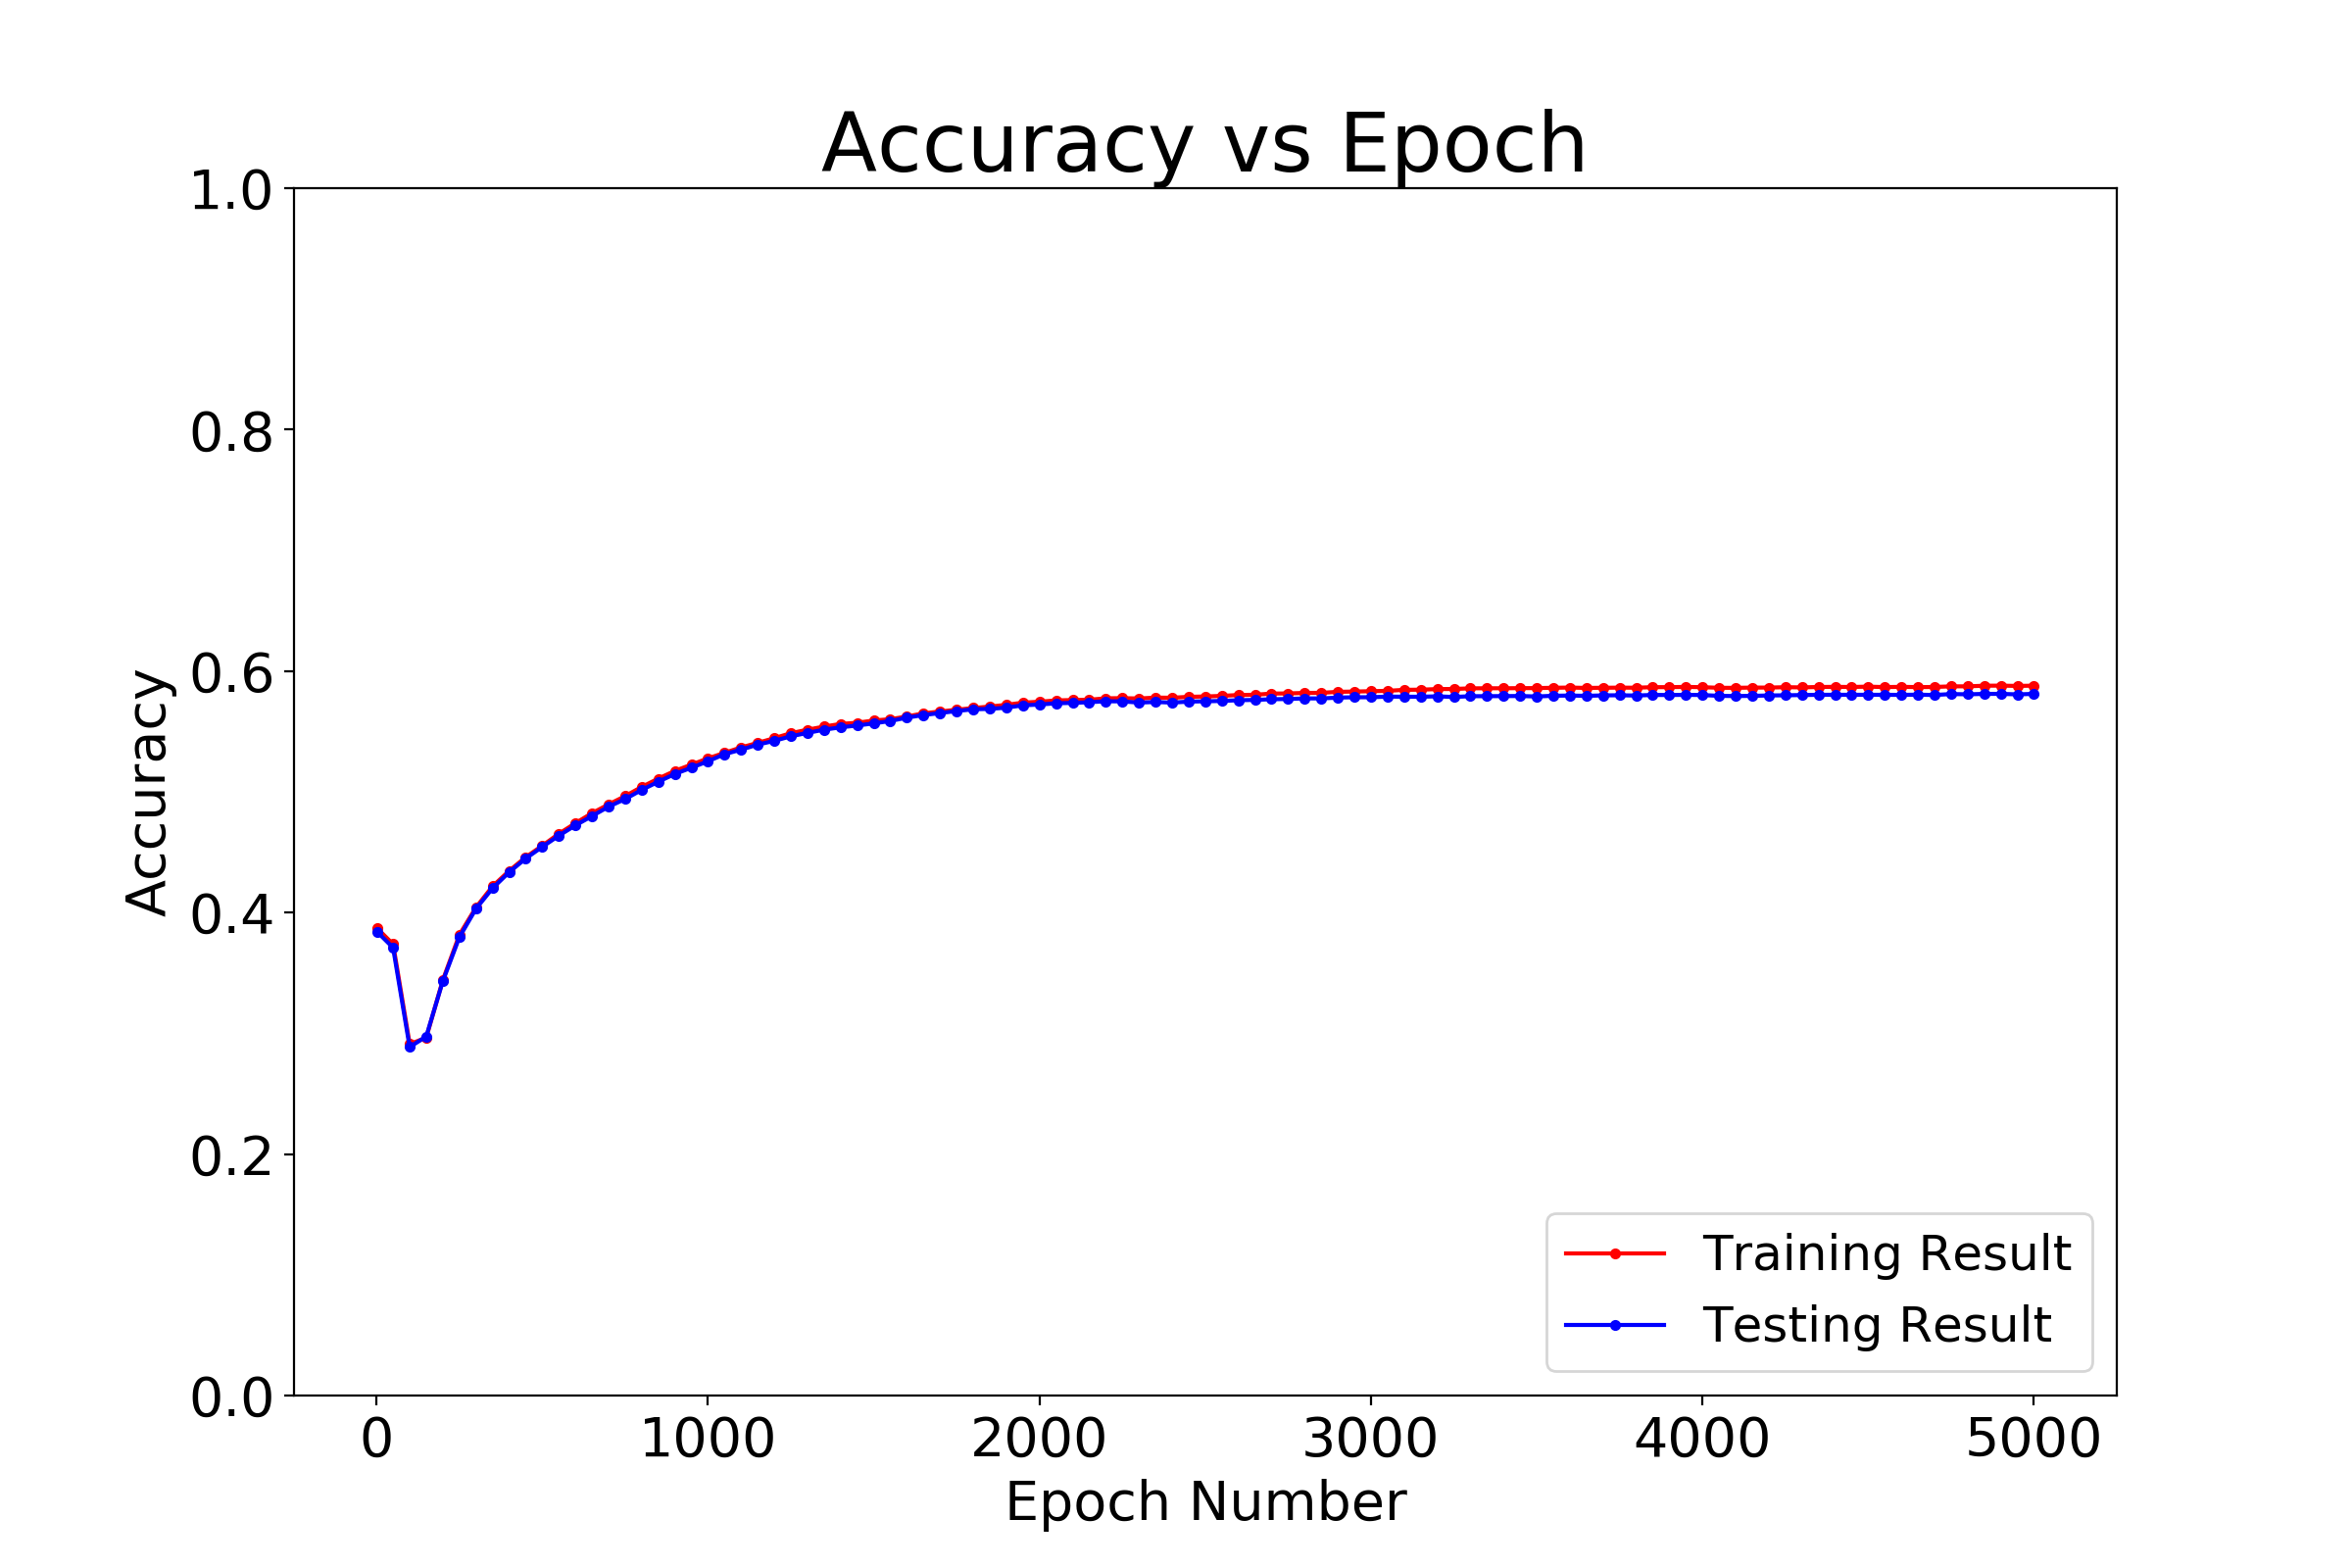 Accuracy vs Epoch
1.0
0.8
0.6
0.4
0.2
0.0
Accuracy
0 1000 2000 3000 4000 5000
Epoch Number
Training Result
Testing Result